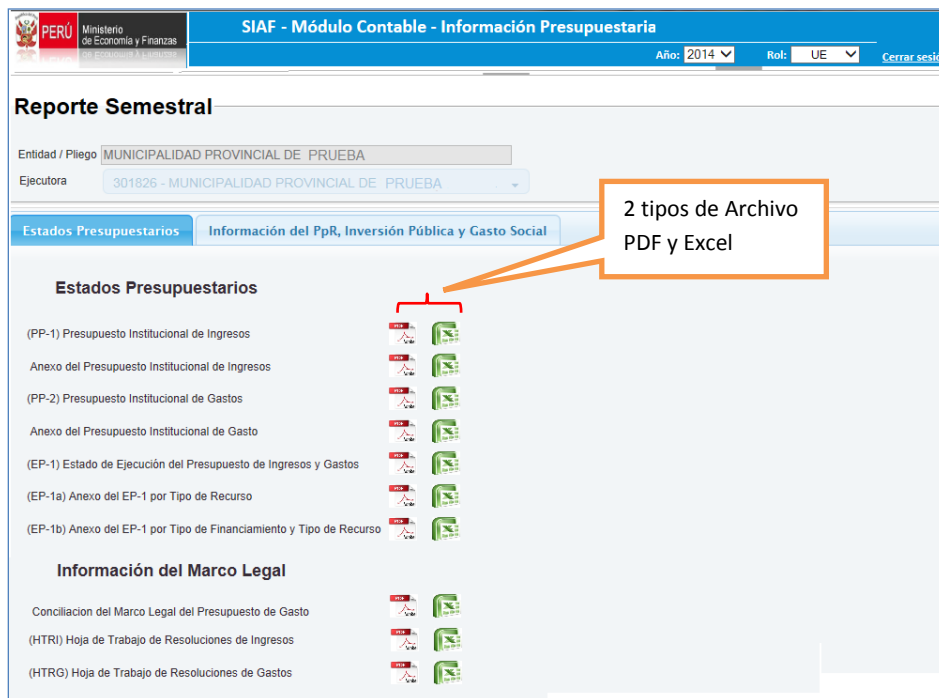 PERÚ
Ministerio
de Economía y Finanzas
SIAF - Módulo Contable - Información Presupuestaria
Año: 2014 Rol: UE Cerrar sesió
Reporte Semestral
Entidad / Pliego MUNICIPALIDAD PROVINCIAL DE PRUEBA
Ejecutora 301826 - MUNICIPALIDAD PROVINCIAL DE PRUEBA
2 tipos de Archivo
PDF y Excel
Estados Presupuestarios Información del PpR, Inversión Pública y Gasto Social
Estados Presupuestarios
(PP-1) Presupuesto Institucional de Ingresos
Anexo del Presupuesto Institucional de Ingresos
(PP-2) Presupuesto Institucional de Gastos
Anexo del Presupuesto Institucional de Gasto
(EP-1) Estado de Ejecución del Presupuesto de Ingresos y Gastos
(EP-1a) Anexo del EP-1 por Tipo de Recurso
(EP-1b) Anexo del EP-1 por Tipo de Financiamiento y Tipo de Recurso
Información del Marco Legal
Conciliacion del Marco Legal del Presupuesto de Gasto
(HTRI) Hoja de Trabajo de Resoluciones de Ingresos
(HTRG) Hoja de Trabajo de Resoluciones de Gastos